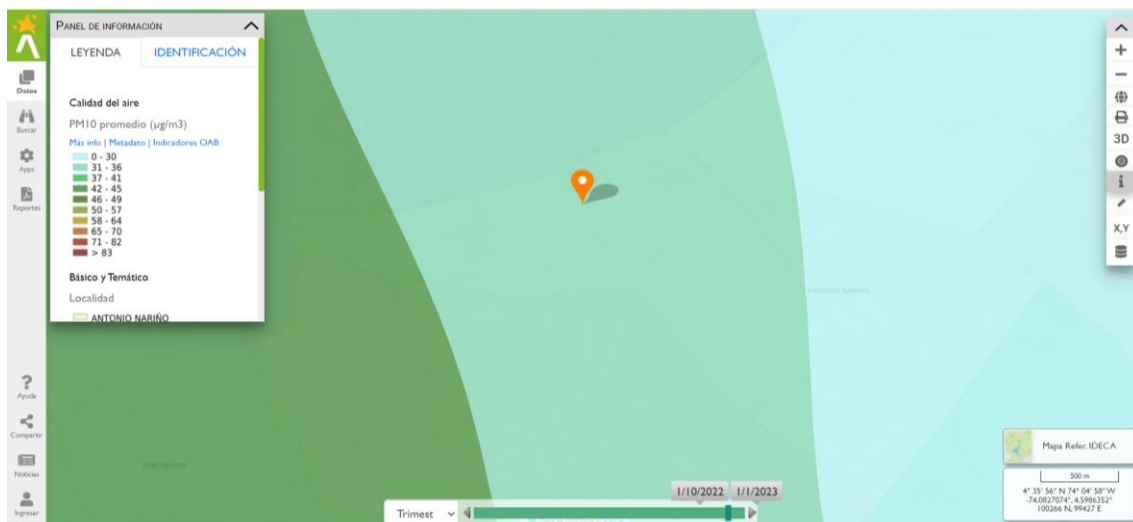 Datos
Buscar
Apps
Reportes
Ayuda
Compartir
Noticias
Ingresar
PANEL DE INFORMACIÓN
LEYENDA
IDENTIFICACIÓN
Calidad del aire
PM10 promedio (µg/m3)
Más info | Metadato | Indicadores OAB
0 - 30
31 - 36
37 - 41
42 - 45
46 - 49
50 - 57
58 - 64
65 - 70
71 - 82
> 83
Básico y Temático
Localidad
ANTONIO NARIÑO
ANTONIO NARIÑO
3D
i
X,Y
Mapa Refer. IDECA
500 m
4° 35' 56" N 74° 04' 58" W
-74.0827074°, 4.5986352°
100266 N, 99427 E
Trimest
1/10/2022
1/1/2023